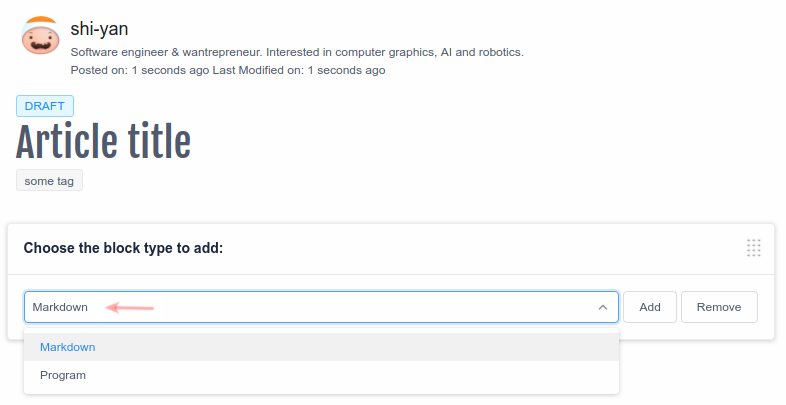 shi-yan
Software engineer & wantrepreneur. Interested in computer graphics, AI and robotics.
Posted on: 1 seconds ago Last Modified on: 1 seconds ago
DRAFT
Article title
some tag
Choose the block type to add:
Markdown Add Remove
Markdown
Program